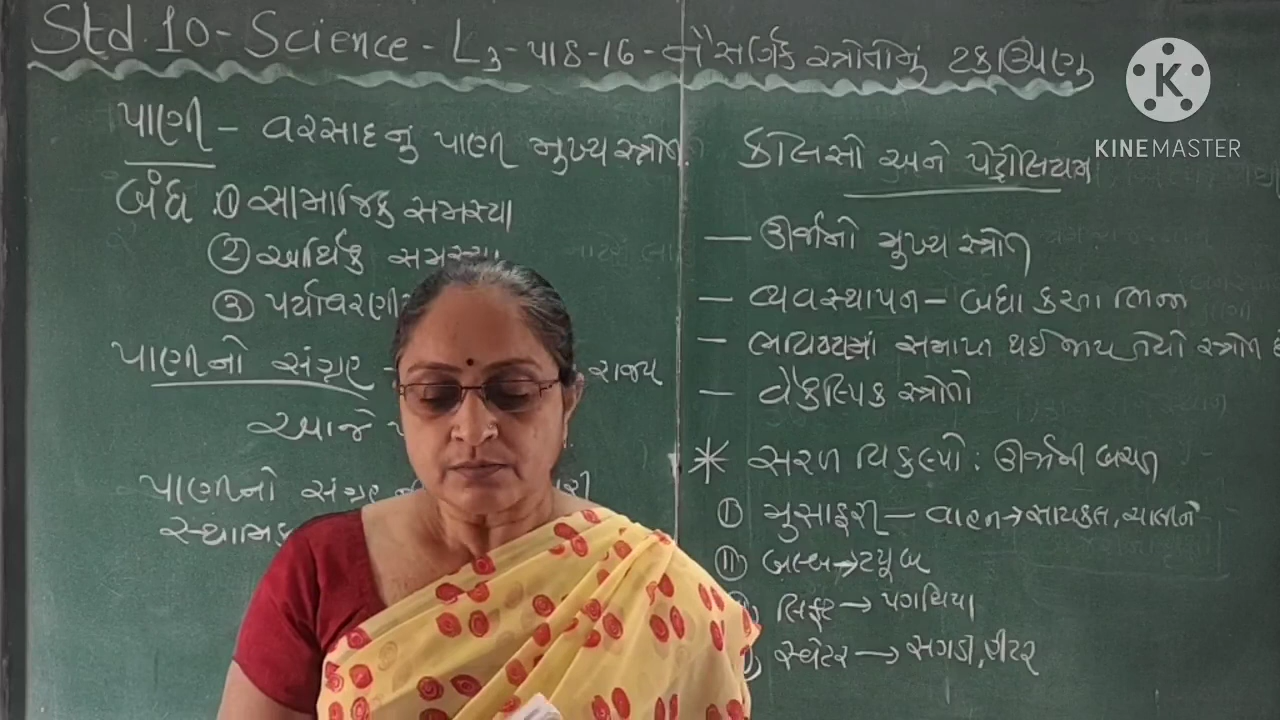 Std.10 - Science - L3 - પાઠ-16 - નૈસર્ગિક સ્ત્રોતોનું ટકાઉપણુ
પાણી - વરસાદનુ પાણી મુખ્ય સ્ત્રોત.
બંધ ① સામાજિક સમસ્યા
② આર્થિક સમસ્યા
③ પર્યાવરણી
પાણીનો સંગ્રહ - રાજ્ય
આજે
પાણીનો સંગ્રહ
કોલસો અને પેટ્રોલિયમ
— ઊર્જાનો મુખ્ય સ્ત્રોત
— વ્યવસ્થાપન - બધા કરતા ભિન્ન
— ભવિષ્યમાં સમાપ્ત થઈ જાય તેવો સ્ત્રોત
— વૈકલ્પિક સ્ત્રોતો
* સરળ વિકલ્પો : ઊર્જાની બચત
Ⓘ મુસાફરી - વાહન → સાયકલ, ચાલીને
Ⓘ Ⓘ બલ્બ → ટ્યૂબ
લિફ્ટ → પગથિયા
સ્વેટર → સગડી, હીટર
KINEMASTER